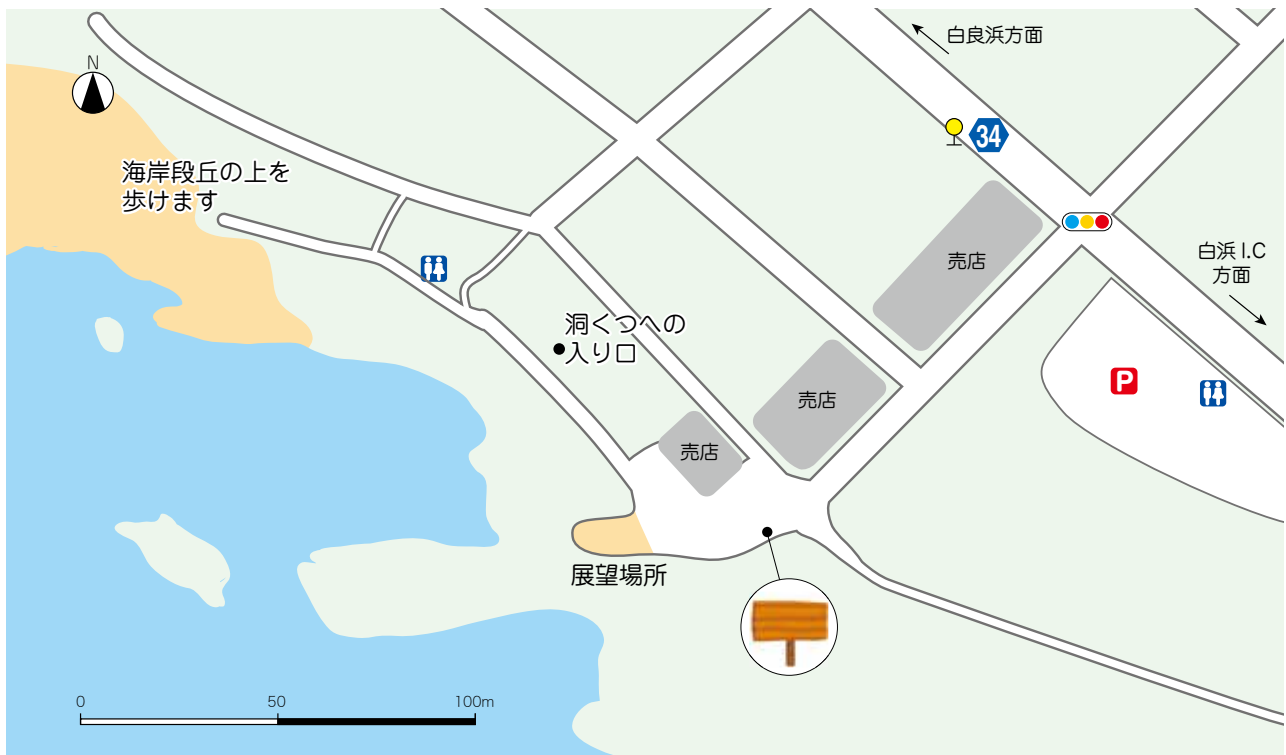 白良浜方面
N
34
海岸段丘の上を
歩けます
売店
白浜 I.C
方面
洞くつへの
入り口
P
売店
売店
展望場所
0 50 100m